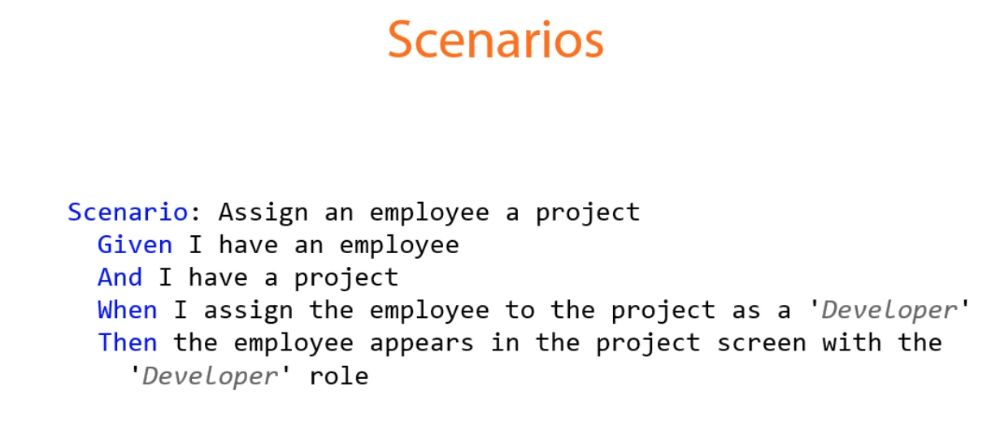 Scenarios
Scenario: Assign an employee a project
Given I have an employee
And I have a project
When I assign the employee to the project as a 'Developer'
Then the employee appears in the project screen with the
'Developer' role